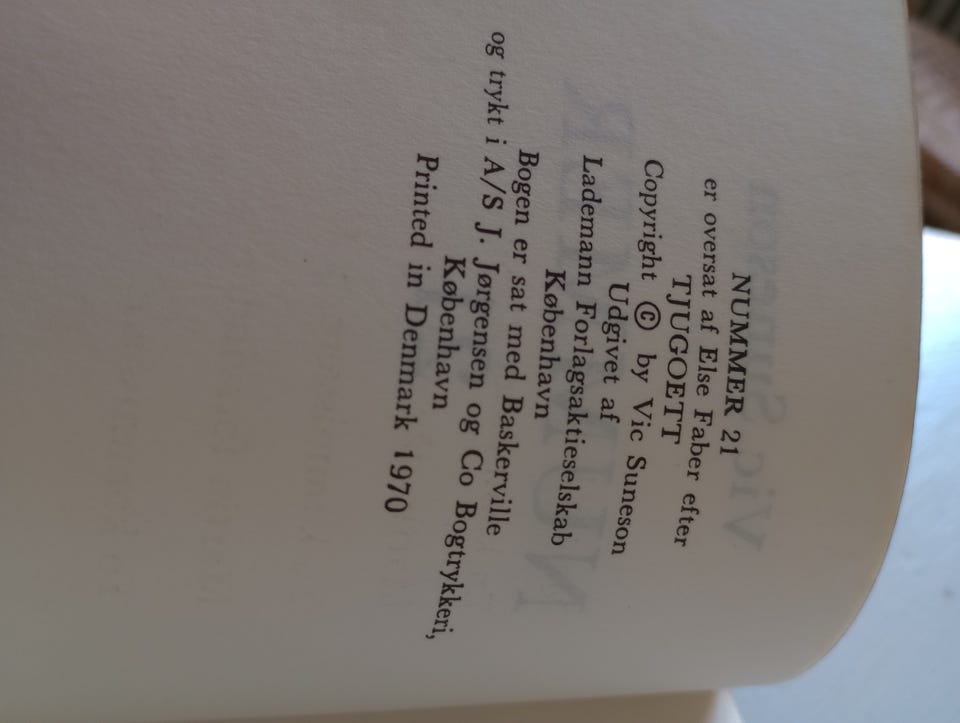 NUMMER 21
er oversat af Else Faber efter
TJUGOETT
Copyright © by Vic Suneson
Udgivet af
Lademann Forlagsaktieselskab
København
Bogen er sat med Baskerville
og trykt i A/S J. Jørgensen og Co Bogtrykkeri,
København
Printed in Denmark 1970